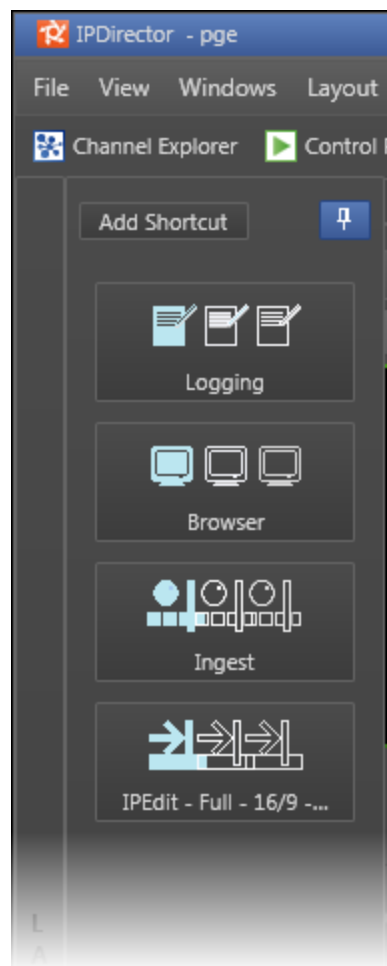 IPDirector - pge
File View Windows Layout
Channel Explorer Control
Add Shortcut
Logging
Browser
Ingest
IPEdit - Full - 16/9 -...
L
A